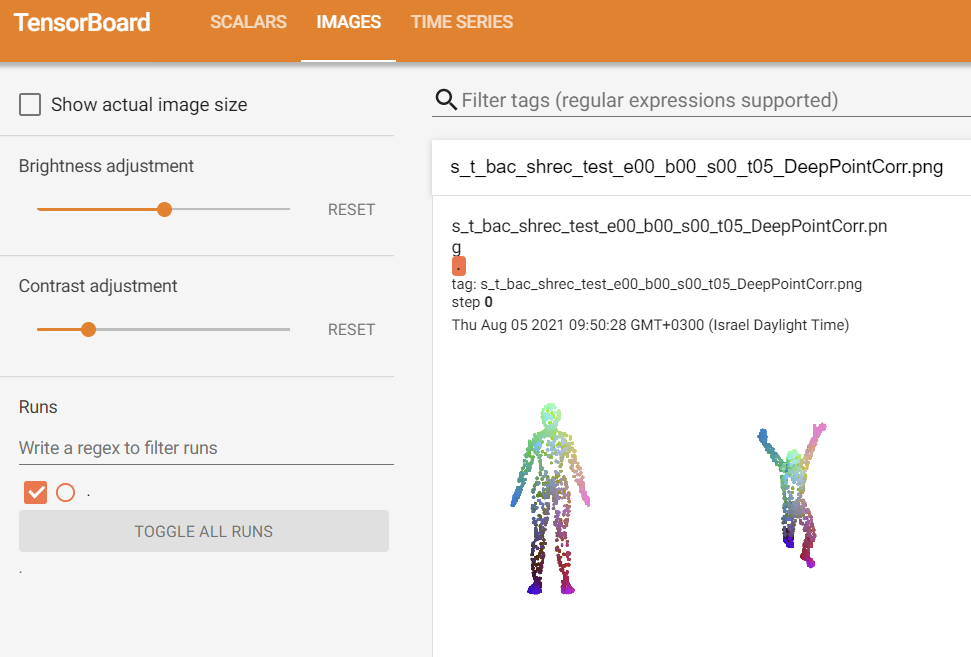 TensorBoard SCALARS IMAGES TIME SERIES
Show actual image size
Brightness adjustment
RESET
Contrast adjustment
RESET
Runs
Write a regex to filter runs
.
TOGGLE ALL RUNS
.
Filter tags (regular expressions supported)
s_t_bac_shrec_test_e00_b00_s00_t05_DeepPointCorr.png
s_t_bac_shrec_test_e00_b00_s00_t05_DeepPointCorr.pn
g
.
tag: s_t_bac_shrec_test_e00_b00_s00_t05_DeepPointCorr.png
step 0
Thu Aug 05 2021 09:50:28 GMT+0300 (Israel Daylight Time)